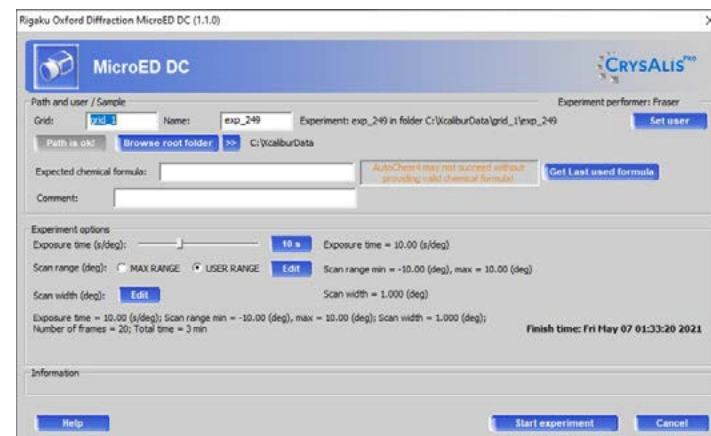 Rigaku Oxford Diffraction MicroED DC (1.1.0)
MicroED DC
CRYSALIS PRO
Path and user / Sample
Experiment performer: Fraser
Grid: grid_1 Name: exp_249 Experiment: exp_249 in folder C:\XcaliburData\grid_1\exp_249 Set user
Path is ok! Browse root folder >> C:\XcaliburData
Expected chemical formula: AutoChem4 may not succeed without providing valid chemical formula! Get Last used formula
Comment:
Experiment options
Exposure time (s/deg): 10 s Exposure time = 10.00 (s/deg)
Scan range (deg): MAX RANGE USER RANGE Edit Scan range min = -10.00 (deg), max = 10.00 (deg)
Scan width (deg): Edit Scan width = 1.000 (deg)
Exposure time = 10.00 (s/deg); Scan range min = -10.00 (deg), max = 10.00 (deg); Scan width = 1.000 (deg);
Number of frames = 20; Total time = 3 min
Finish time: Fri May 07 01:33:20 2021
Information
Help Start experiment Cancel